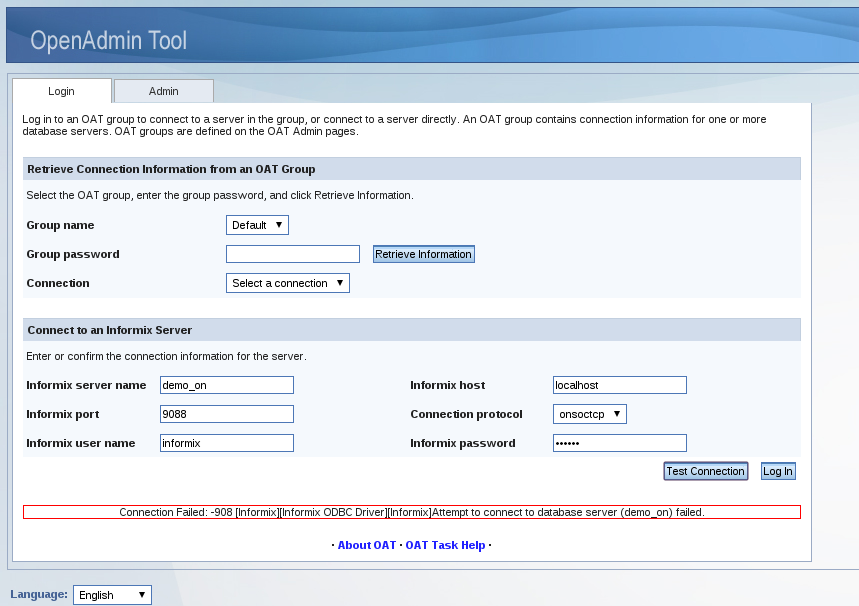 OpenAdmin Tool
Login
Admin
Log in to an OAT group to connect to a server in the group, or connect to a server directly. An OAT group contains connection information for one or more
database servers. OAT groups are defined on the OAT Admin pages.
Retrieve Connection Information from an OAT Group
Select the OAT group, enter the group password, and click Retrieve Information.
Group name Default ▼
Group password Retrieve Information
Connection Select a connection ▼
Connect to an Informix Server
Enter or confirm the connection information for the server.
Informix server name demo_on Informix host localhost
Informix port 9088 Connection protocol onsoctcp ▼
Informix user name informix Informix password ••••••
Test Connection Log In
Connection Failed: -908 [Informix][Informix ODBC Driver][Informix]Attempt to connect to database server (demo_on) failed.
· About OAT · OAT Task Help ·
Language: English ▼